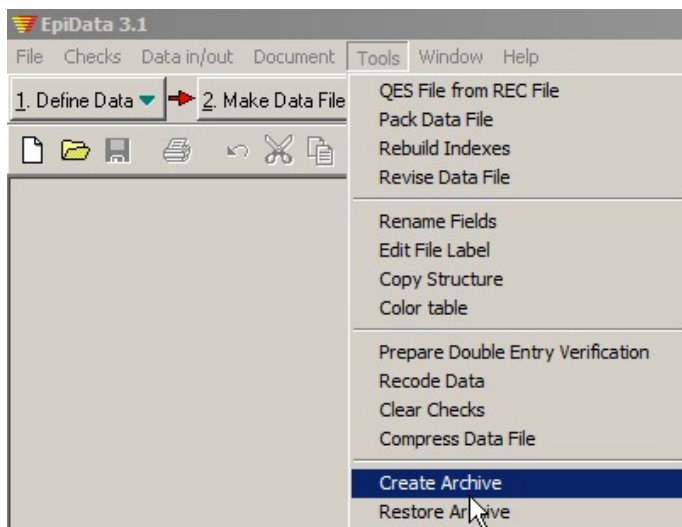 EpiData 3.1
File Checks Data in/out Document Tools Window Help
1. Define Data 2. Make Data File
QES File from REC File
Pack Data File
Rebuild Indexes
Revise Data File
Rename Fields
Edit File Label
Copy Structure
Color table
Prepare Double Entry Verification
Recode Data
Clear Checks
Compress Data File
Create Archive
Restore Archive